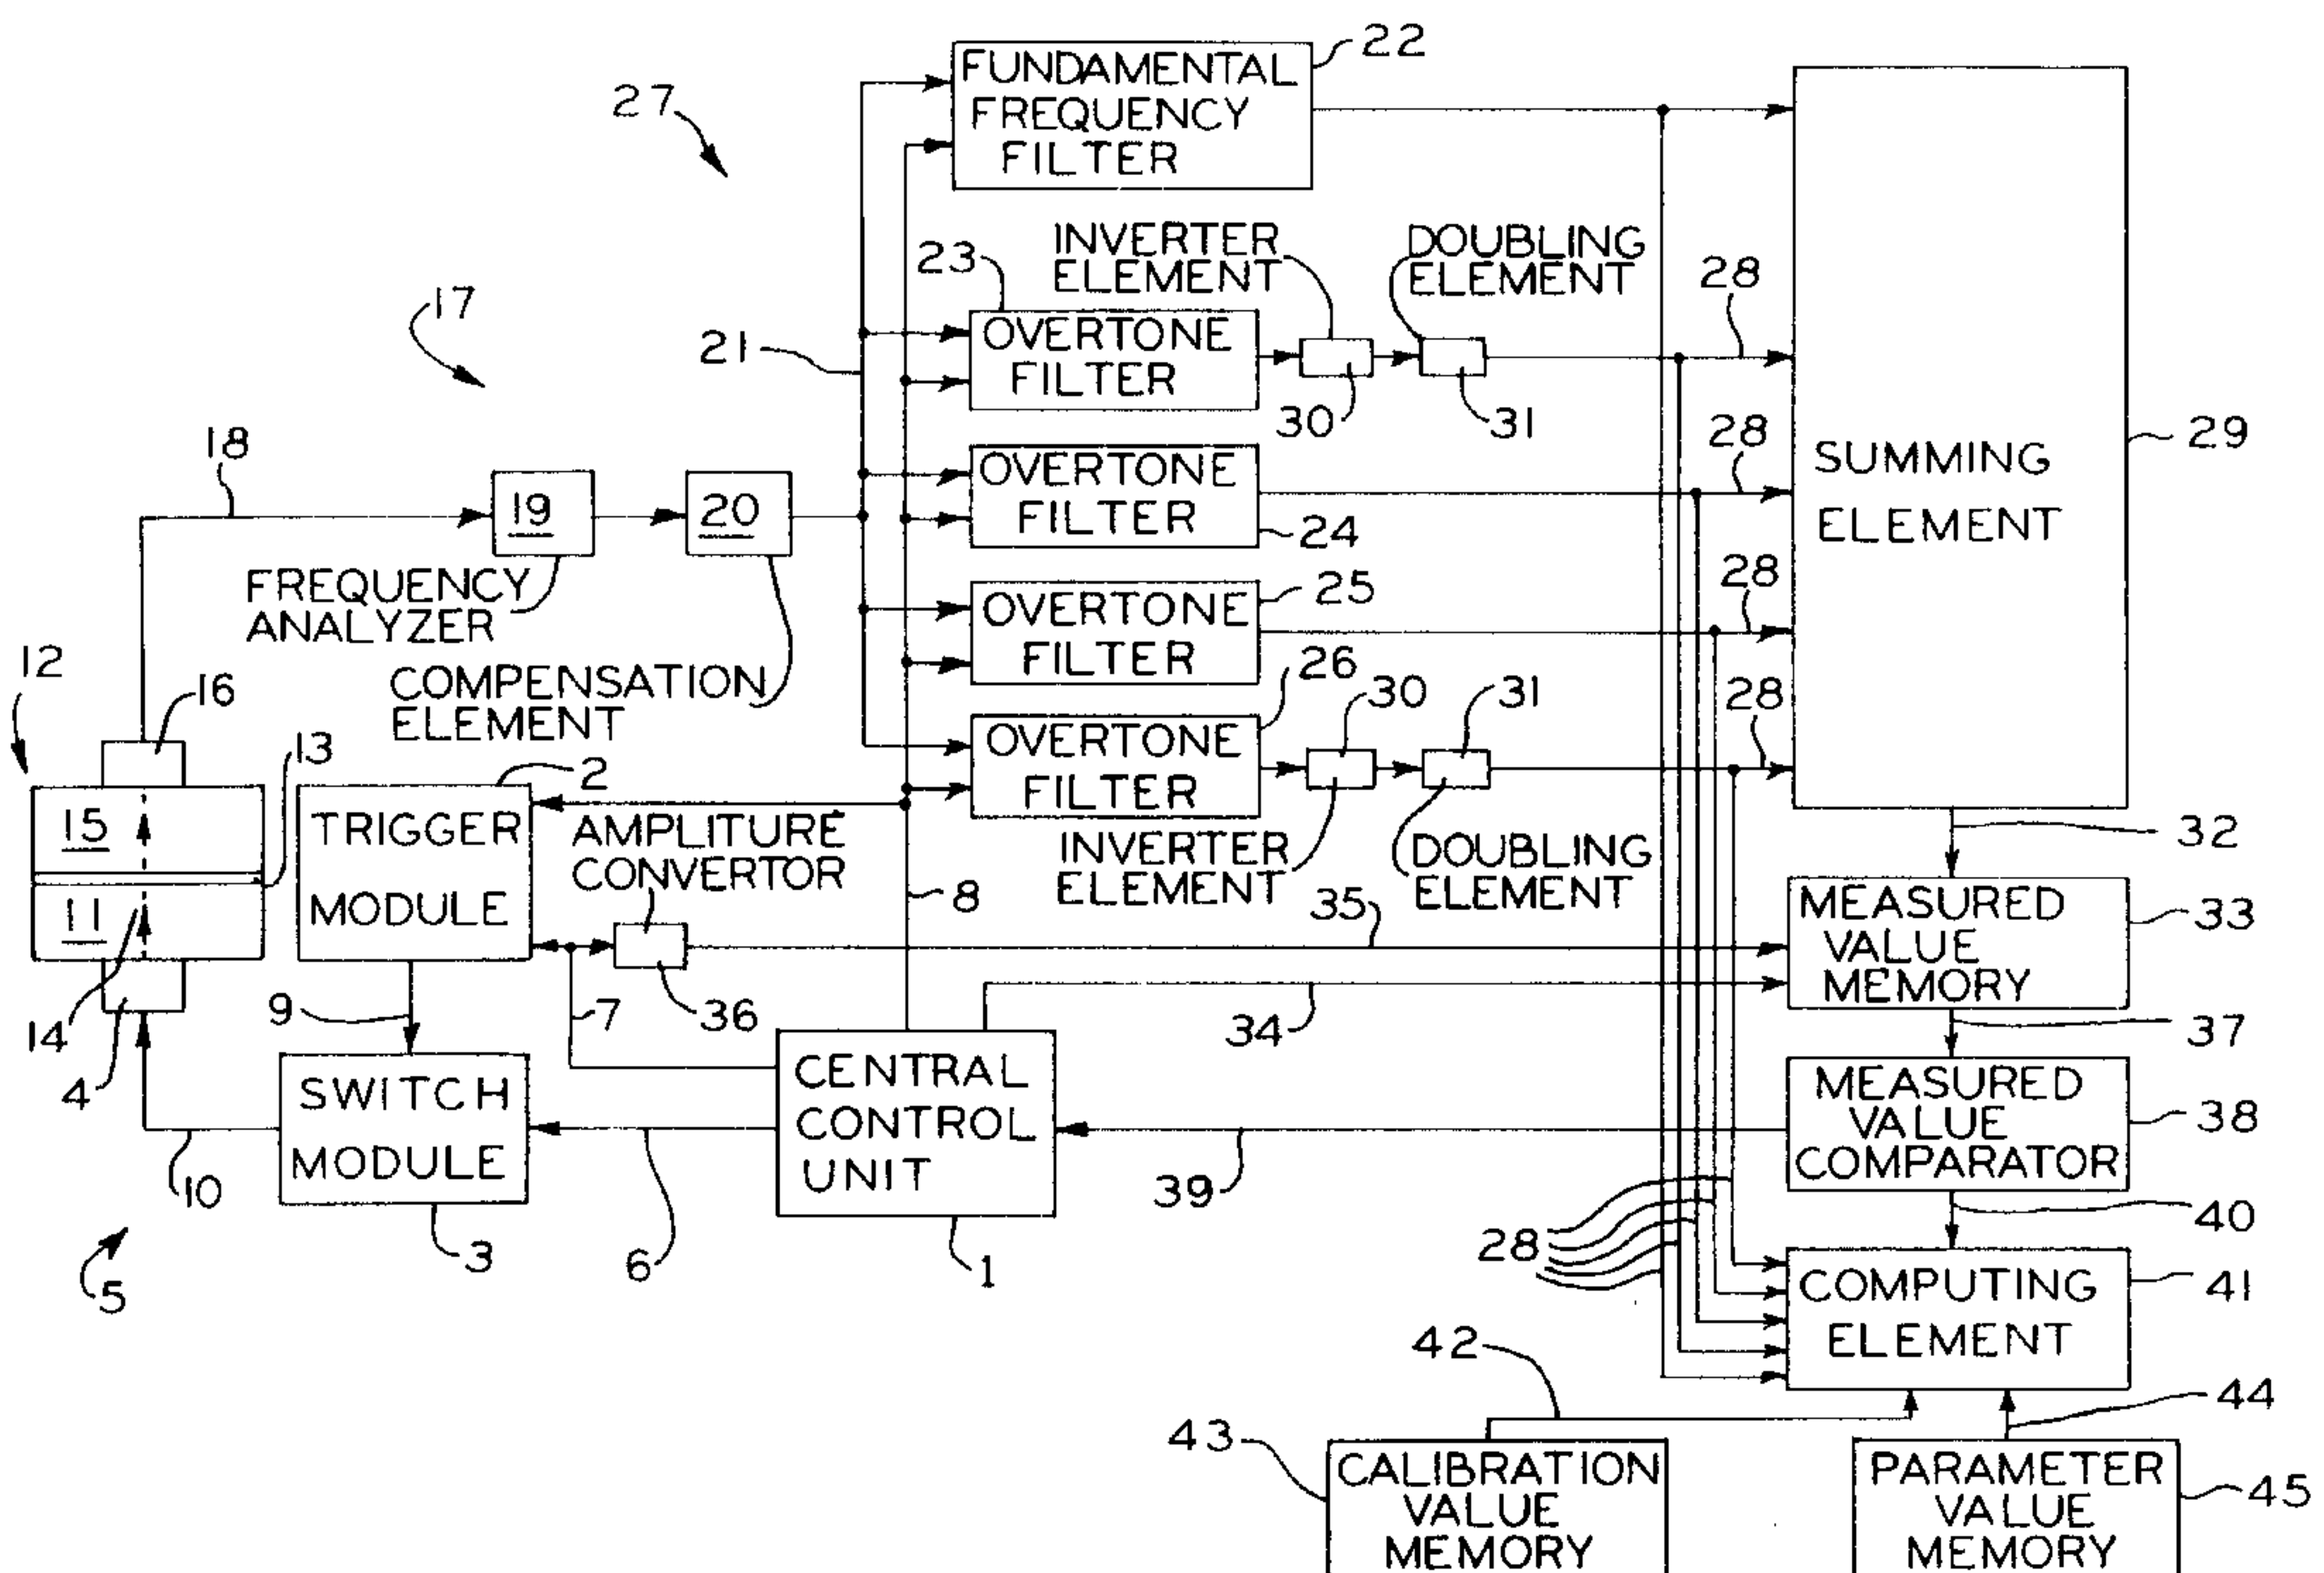 22
FUNDAMENTAL
FREQUENCY
FILTER
27
INVERTER
ELEMENT
DOUBLING
ELEMENT
23
28
17
OVERTONE
FILTER
21
30
31
18
28
29
OVERTONE
FILTER
SUMMING
ELEMENT
19
20
24
FREQUENCY
ANALYZER
25
28
OVERTONE
FILTER
12
16
COMPENSATION
ELEMENT
26
30
31
28
13
2
OVERTONE
FILTER
15
TRIGGER
MODULE
AMPLITURE
CONVERTOR
INVERTER
ELEMENT
DOUBLING
ELEMENT
32
11
8
35
MEASURED
VALUE
MEMORY
33
9
7
36
34
37
14
4
SWITCH
MODULE
CENTRAL
CONTROL
UNIT
MEASURED
VALUE
COMPARATOR
38
10
39
40
5
3
6
1
28
COMPUTING
ELEMENT
41
42
44
43
CALIBRATION
VALUE
MEMORY
PARAMETER
VALUE
MEMORY
45